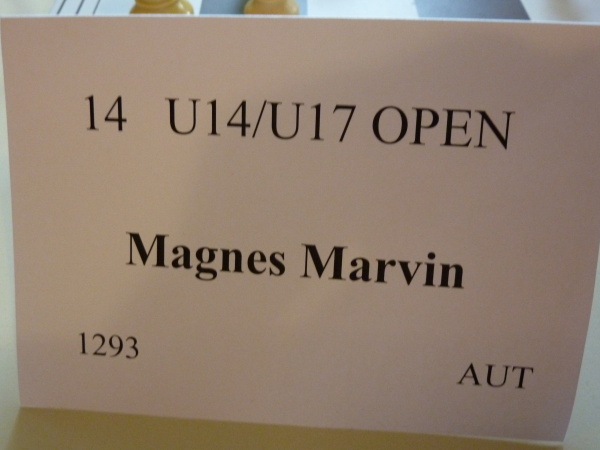 14 U14/U17 OPEN
Magnes Marvin
1293
AUT